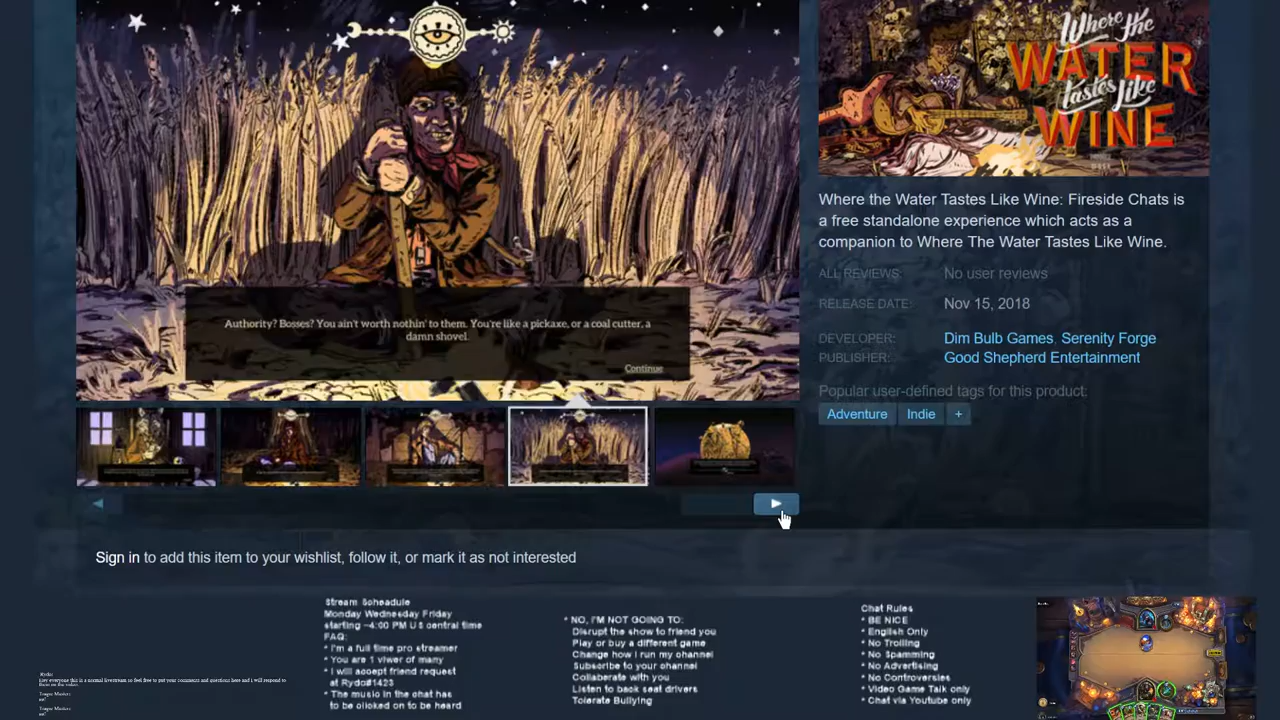 Where the
WATER
tastes Like
WINE
Authority? Bosses? You ain't worth nothin' to them. You're like a pickaxe, or a coal cutter, a
damn shovel.
Continue
Where the Water Tastes Like Wine: Fireside Chats is
a free standalone experience which acts as a
companion to Where The Water Tastes Like Wine.
ALL REVIEWS: No user reviews
RELEASE DATE: Nov 15, 2018
DEVELOPER: Dim Bulb Games, Serenity Forge
PUBLISHER: Good Shepherd Entertainment
Popular user-defined tags for this product:
Adventure Indie +
Sign in to add this item to your wishlist, follow it, or mark it as not interested
Stream Scheadule
Monday Wednesday Friday
starting ~4:00 PM US central time
FAQ:
* I'm a full time pro streamer
* You are 1 viwer of many
* I will accept friend request
at Rydo#1423
* The music in the chat has
to be clicked on to be heard
* NO, I'M NOT GOING TO:
Disrupt the show to friend you
Play or buy a different game
Change how I run my channel
Subscribe to your channel
Collaborate with you
Listen to back seat drivers
Tolerate Bullying
Chat Rules
* BE NICE
* English Only
* No Trolling
* No Spamming
* No Advertising
* No Controversies
* Video Game Talk only
* Chat via Youtube only